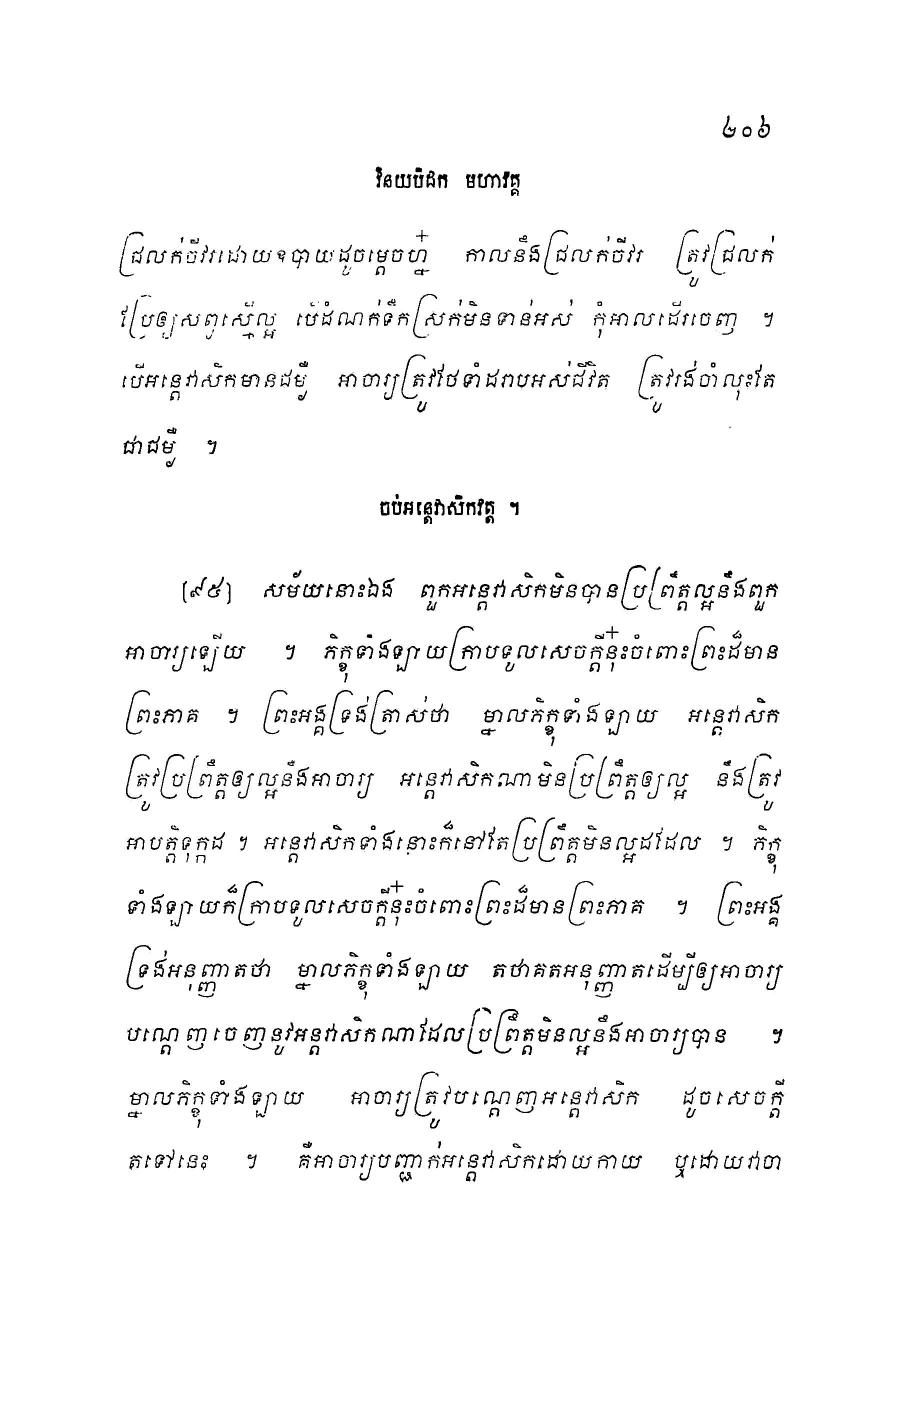 ២០៦
វិនយបិដក មហាវគ្គ
ជ្រលក់ចីវរដោយឧបាយដូចម្តេចហ្ន៎ កាលនឹងជ្រលក់ចីវរ ត្រូវជ្រលក់
ប្រែឲ្យសព្វស្មើល្អ បើដំណក់ទឹកស្រក់មិនទាន់អស់ កុំអាលដើរចេញ ។
បើអន្តេវាសិកមានជម្ងឺ អាចារ្យត្រូវថែទាំដរាបអស់ជីវិត ត្រូវរង់ចាំលុះតែ
ជាជម្ងឺ ។
ចប់អន្តេវាសិកវត្ត ។
[៩៥] សម័យនោះឯង ពួកអន្តេវាសិកមិនបានប្រព្រឹត្តល្អនឹងពួក
អាចារ្យឡើយ ។ ភិក្ខុទាំងឡាយក្រាបទូលសេចក្តីនុ៎ះចំពោះព្រះដ៏មាន
ព្រះភាគ ។ ព្រះអង្គទ្រង់ត្រាស់ថា ម្នាលភិក្ខុទាំងឡាយ អន្តេវាសិក
ត្រូវប្រព្រឹត្តឲ្យល្អនឹងអាចារ្យ អន្តេវាសិកណាមិនប្រព្រឹត្តឲ្យល្អ នឹងត្រូវ
អាបត្តិទុក្កដ ។ អន្តេវាសិកទាំងនោះក៏នៅតែប្រព្រឹត្តមិនល្អដដែល ។ ភិក្ខុ
ទាំងឡាយក៏ក្រាបទូលសេចក្តីនុ៎ះចំពោះព្រះដ៏មានព្រះភាគ ។ ព្រះអង្គ
ទ្រង់អនុញ្ញាតថា ម្នាលភិក្ខុទាំងឡាយ តថាគតអនុញ្ញាតដើម្បីឲ្យអាចារ្យ
បណ្តេញចេញនូវអន្តវាសិកណាដែលប្រព្រឹត្តមិនល្អនឹងអាចារ្យបាន ។
ម្នាលភិក្ខុទាំងឡាយ អាចារ្យត្រូវបណ្តេញអន្តេវាសិក ដូចសេចក្តី
តទៅនេះ ។ គឺអាចារ្យបញ្ជាក់អន្តេវាសិកដោយកាយ ឬដោយវាចា